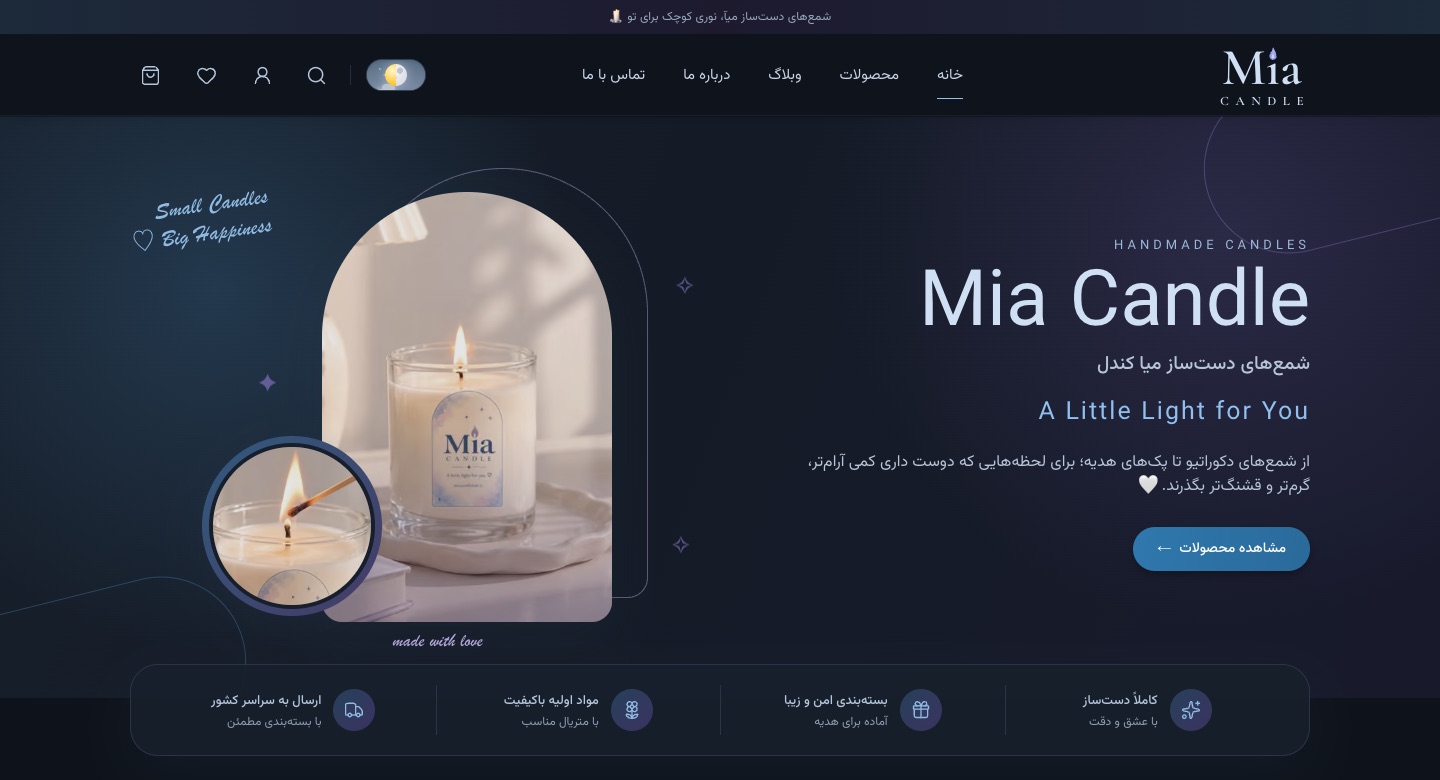 شمع‌های دست‌ساز میآ، نوری کوچک برای تو
Mia
CANDLE
خانه
محصولات
وبلاگ
درباره ما
تماس با ما
HANDMADE CANDLES
Mia Candle
شمع‌های دست‌ساز میا کندل
A Little Light for You
از شمع‌های دکوراتیو تا پک‌های هدیه؛ برای لحظه‌هایی که دوست داری کمی آرام‌تر،
گرم‌تر و قشنگ‌تر بگذرند. 🤍
مشاهده محصولات ←
Small Candles
Big Happiness
Mia
CANDLE
made with love
کاملاً دست‌ساز
با عشق و دقت
بسته‌بندی امن و زیبا
آماده برای هدیه
مواد اولیه باکیفیت
با متریال مناسب
ارسال به سراسر کشور
با بسته‌بندی مطمئن